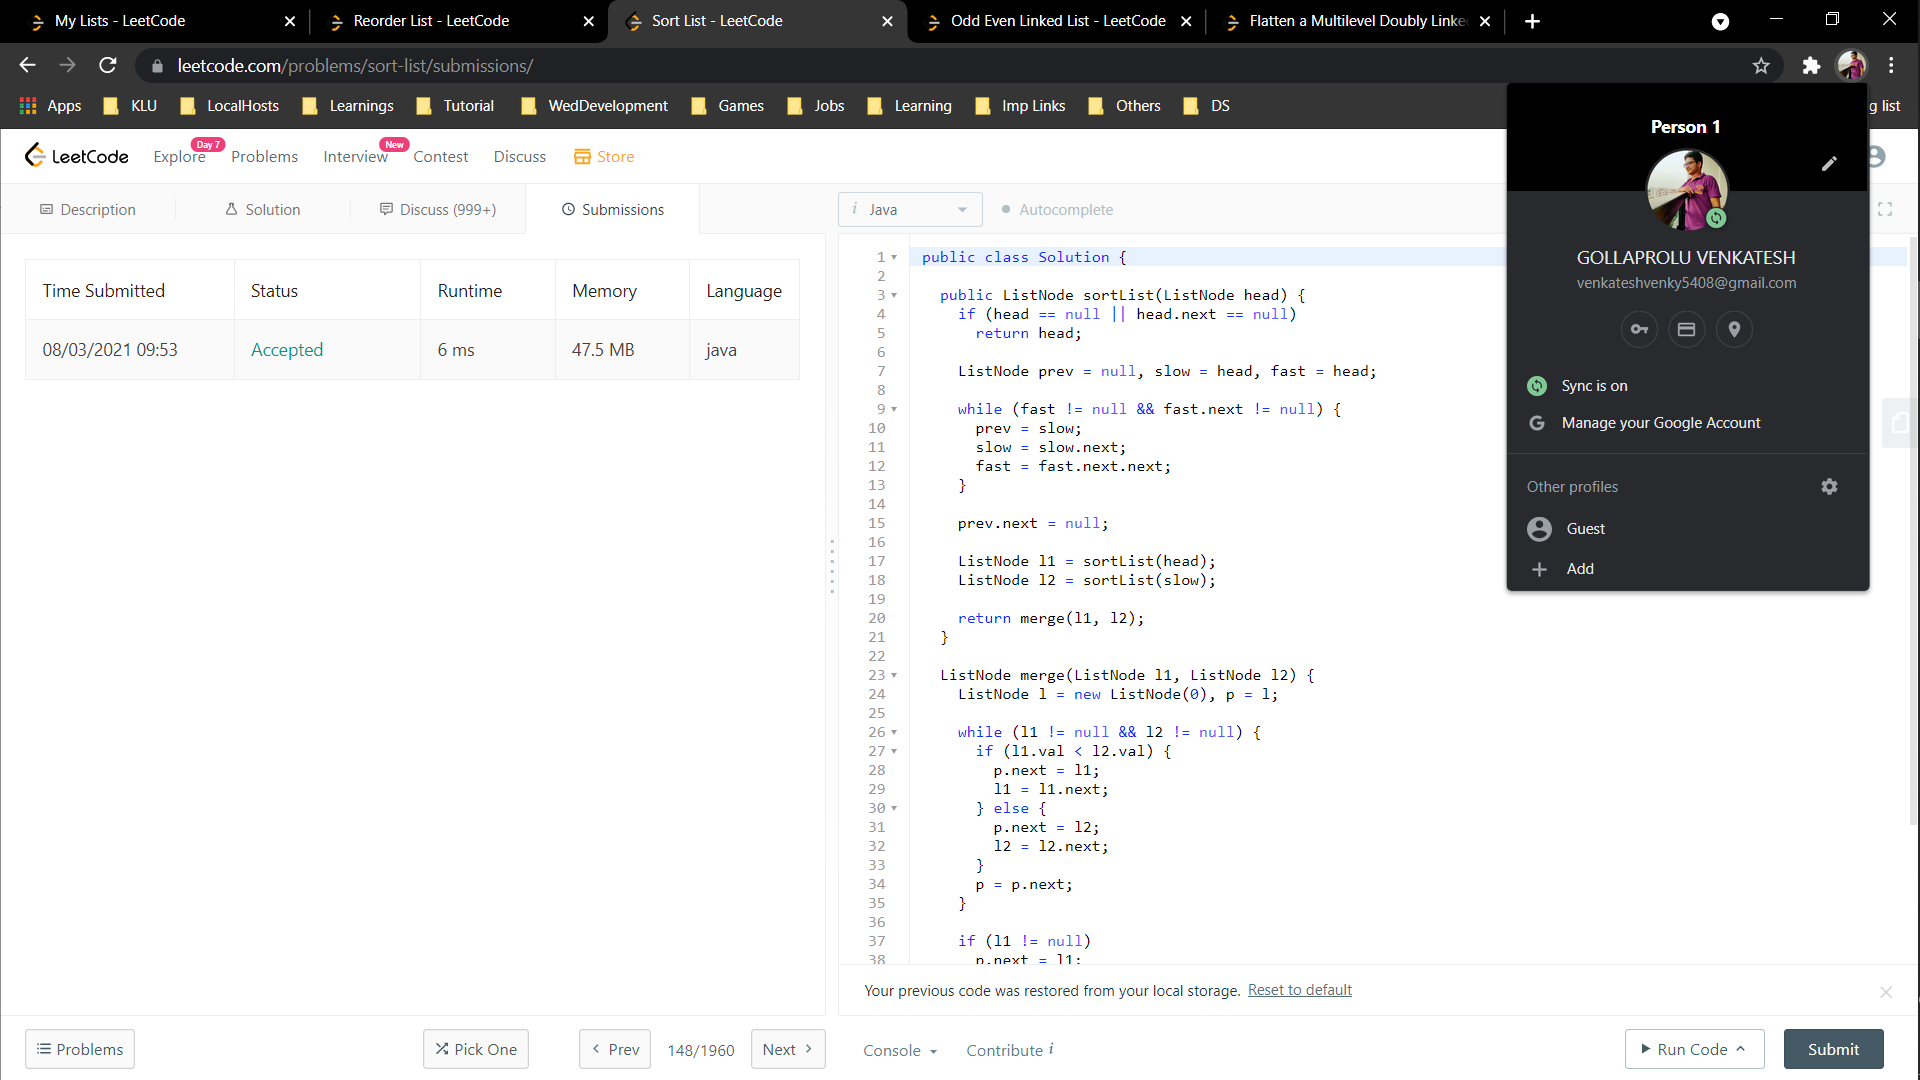 My Lists - LeetCode
Reorder List - LeetCode
Sort List - LeetCode
Odd Even Linked List - LeetCode
Flatten a Multilevel Doubly Linke
leetcode.com/problems/sort-list/submissions/
Apps KLU LocalHosts Learnings Tutorial WedDevelopment Games Jobs Learning Imp Links Others DS g list
LeetCode Explore Day 7 Problems Interview New Contest Discuss Store
Description Solution Discuss (999+) Submissions
Time Submitted Status Runtime Memory Language
08/03/2021 09:53 Accepted 6 ms 47.5 MB java
i Java Autocomplete
1 public class Solution {
2
3 public ListNode sortList(ListNode head) {
4 if (head == null || head.next == null)
5 return head;
6
7 ListNode prev = null, slow = head, fast = head;
8
9 while (fast != null && fast.next != null) {
10 prev = slow;
11 slow = slow.next;
12 fast = fast.next.next;
13 }
14
15 prev.next = null;
16
17 ListNode l1 = sortList(head);
18 ListNode l2 = sortList(slow);
19
20 return merge(l1, l2);
21 }
22
23 ListNode merge(ListNode l1, ListNode l2) {
24 ListNode l = new ListNode(0), p = l;
25
26 while (l1 != null && l2 != null) {
27 if (l1.val < l2.val) {
28 p.next = l1;
29 l1 = l1.next;
30 } else {
31 p.next = l2;
32 l2 = l2.next;
33 }
34 p = p.next;
35 }
36
37 if (l1 != null)
38 p.next = l1;
Person 1
GOLLAPROLU VENKATESH
venkateshvenky5408@gmail.com
Sync is on
G Manage your Google Account
Other profiles
Guest
Add
Your previous code was restored from your local storage. Reset to default
Problems Pick One Prev 148/1960 Next Console Contribute i Run Code Submit